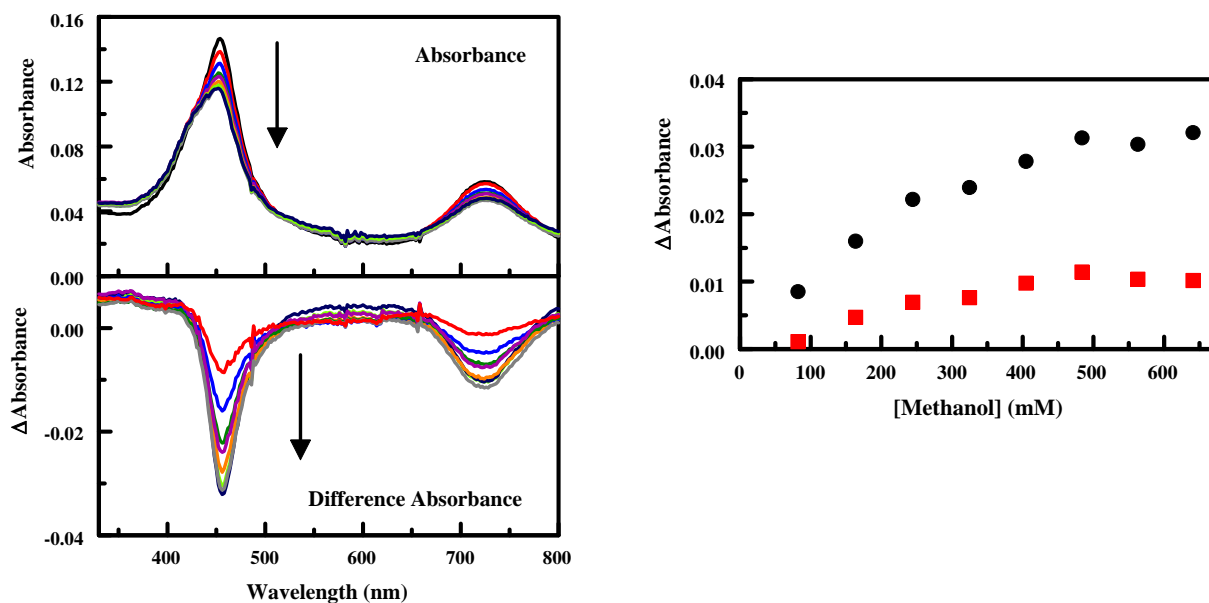 0.16
0.12
0.08
0.04
Absorbance
Absorbance
0.00
0.00
-0.02
-0.04
ΔAbsorbance
Difference Absorbance
400 500 600 700 800
Wavelength (nm)
0.04
0.03
0.02
0.01
0.00
ΔAbsorbance
0 100 200 300 400 500 600
[Methanol] (mM)